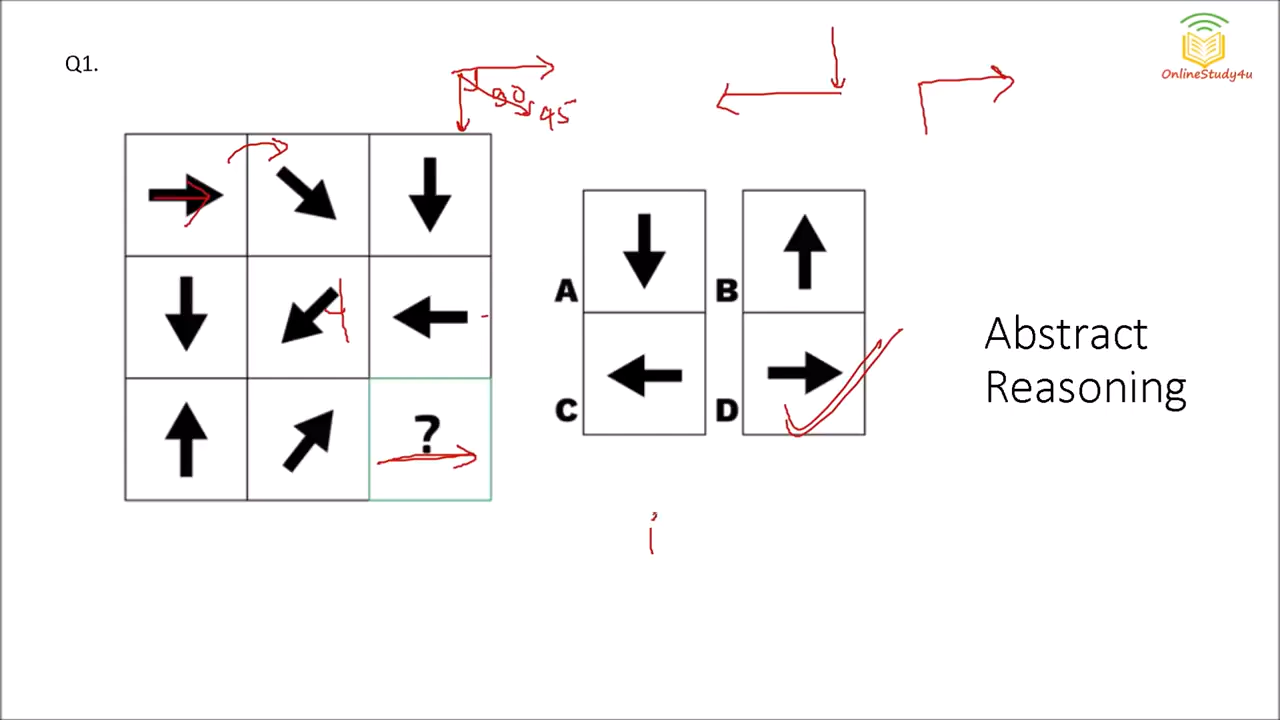 Q1.
OnlineStudy4u
90
45
A
B
C
D
?
Abstract
Reasoning
i